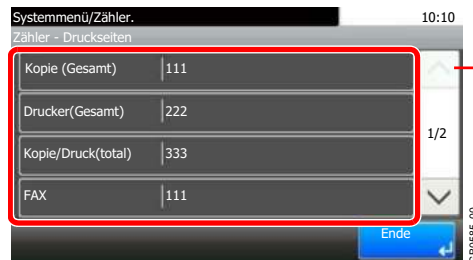 Systemmenü/Zähler.
10:10
Zähler - Druckseiten
Kopie (Gesamt) 111
Drucker(Gesamt) 222
1/2
Kopie/Druck(total) 333
FAX 111
Ende